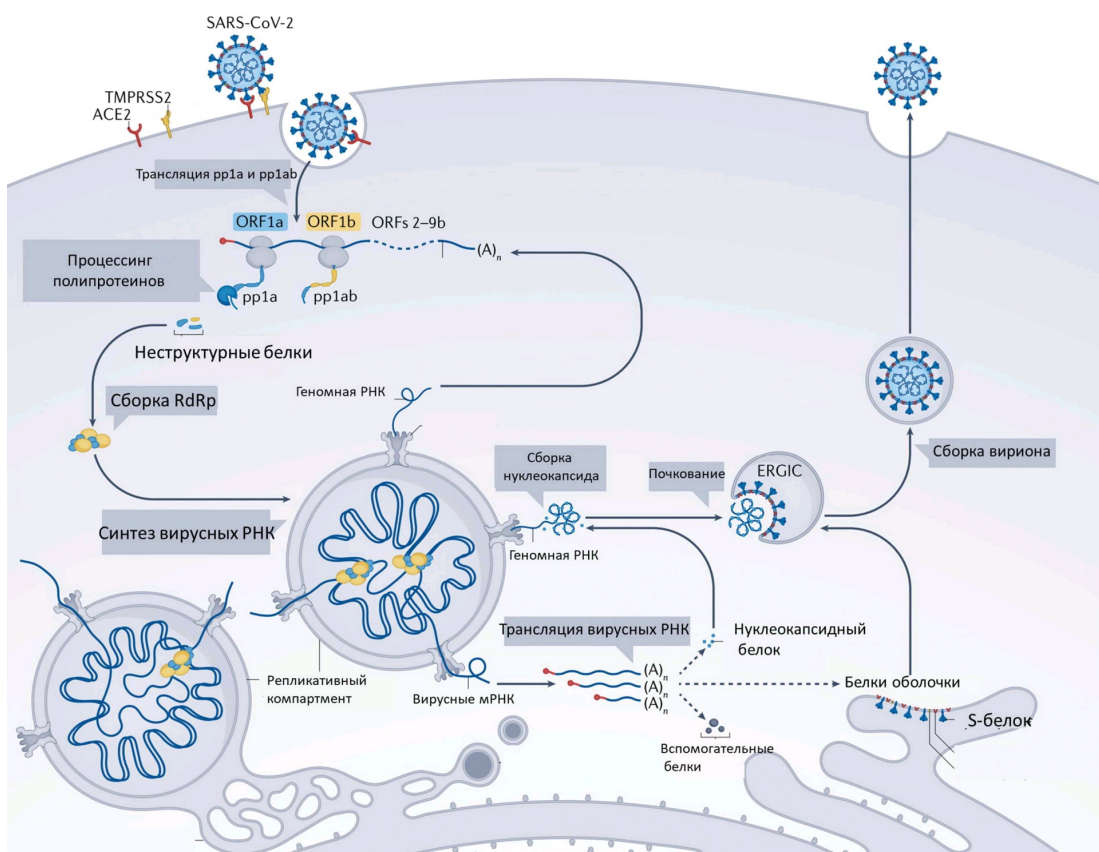 SARS-CoV-2
TMPRSS2
ACE2
Трансляция pp1a и pp1ab
ORF1a
ORF1b
ORFs 2–9b
(A)n
Процессинг
полипротеинов
pp1a
pp1ab
Неструктурные белки
Сборка RdRp
Геномная РНК
Синтез вирусных РНК
Сборка
нуклеокапсида
Геномная РНК
Почкование
ERGIC
Сборка вириона
Репликативный
компартмент
Вирусные мРНК
Трансляция вирусных РНК
(A)n
(A)n
(A)n
Нуклеокапсидный
белок
Белки оболочки
S-белок
Вспомогательные
белки